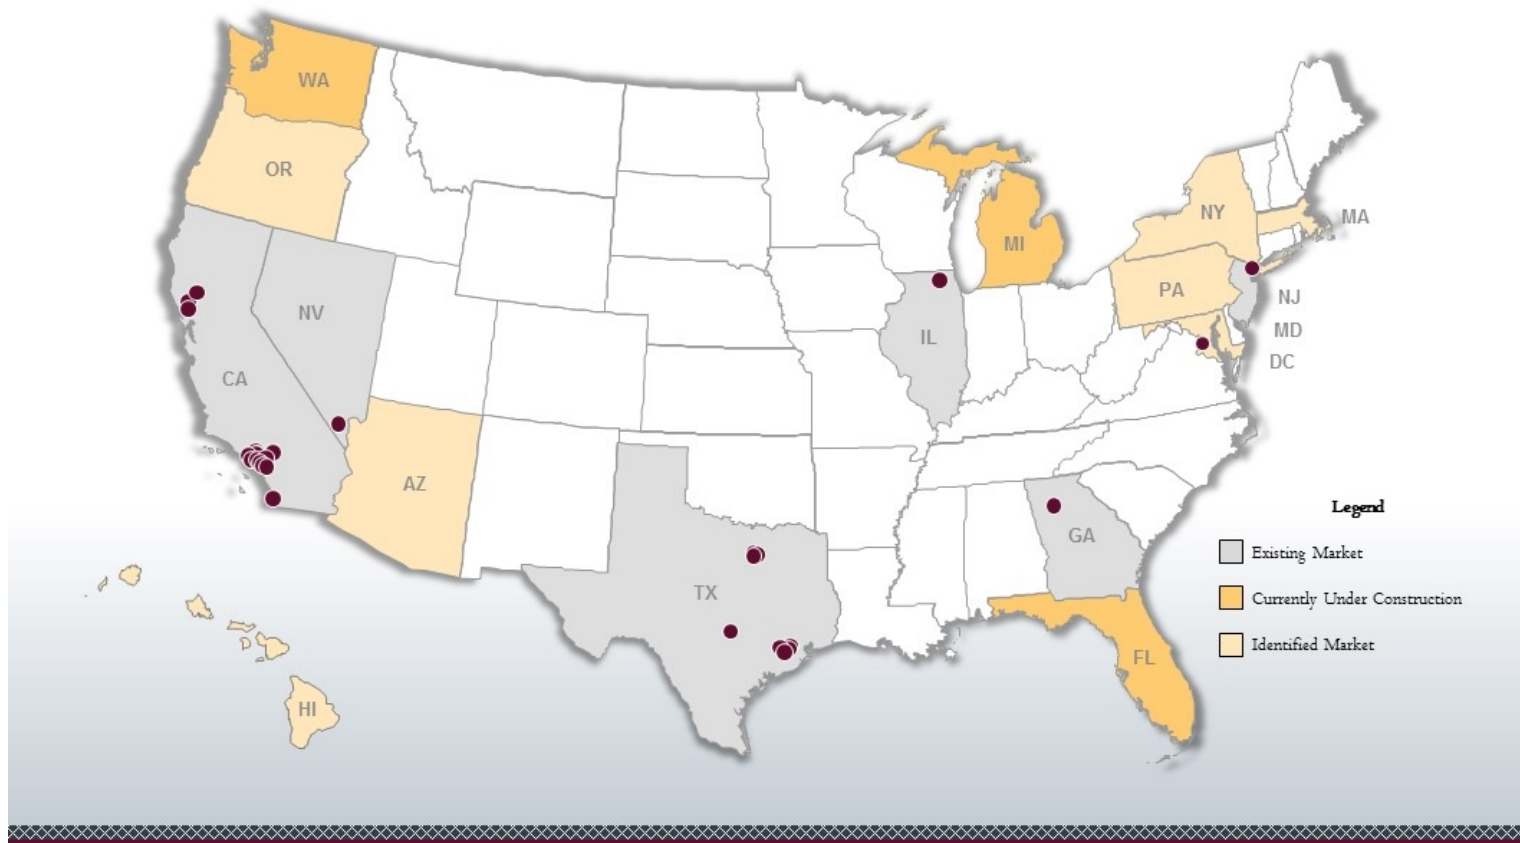 WA
OR
NY
MA
MI
PA
NV
NJ
IL
MD
DC
CA
AZ
Legend
GA
Existing Market
TX
Currently Under Construction
FL
Identified Market
HI